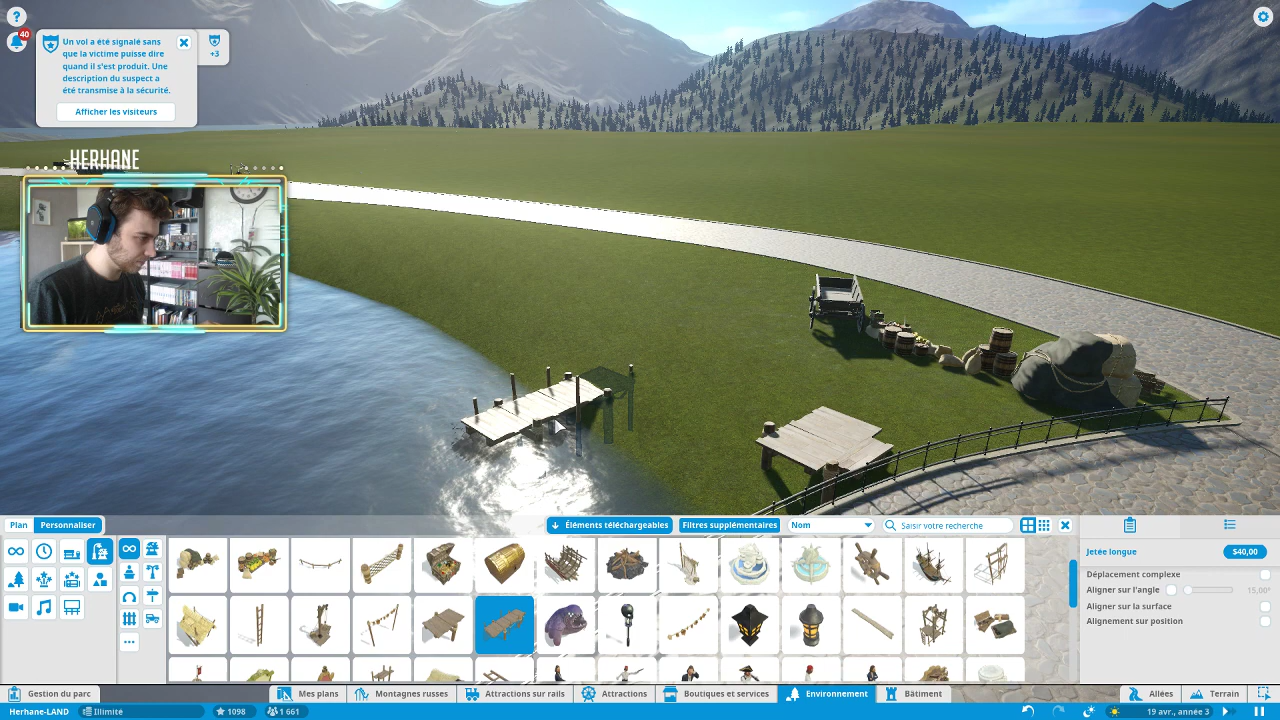 ?
40
Un vol a été signalé sans
que la victime puisse dire
quand il s'est produit. Une
description du suspect a
été transmise à la sécurité.
Afficher les visiteurs
+3
HERHANE
Plan
Personnaliser
Éléments téléchargeables
Filtres supplémentaires
Nom
Saisir votre recherche
Jetée longue
$40,00
Déplacement complexe
Aligner sur l'angle
15,00°
Aligner sur la surface
Alignement sur position
Gestion du parc
Mes plans
Montagnes russes
Attractions sur rails
Attractions
Boutiques et services
Environnement
Bâtiment
Allées
Terrain
Herhane-LAND
Illimité
1098
1 661
19 avr., année 3